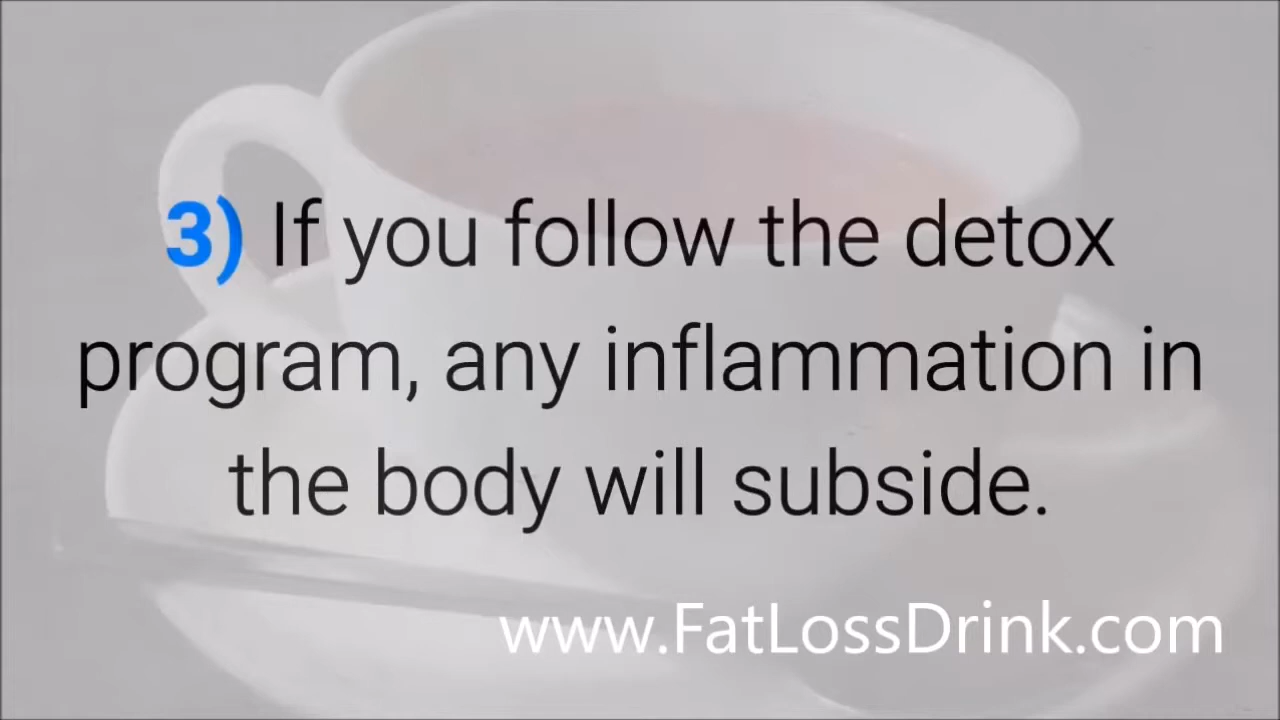 3) If you follow the detox
program, any inflammation in
the body will subside.
www.FatLossDrink.com